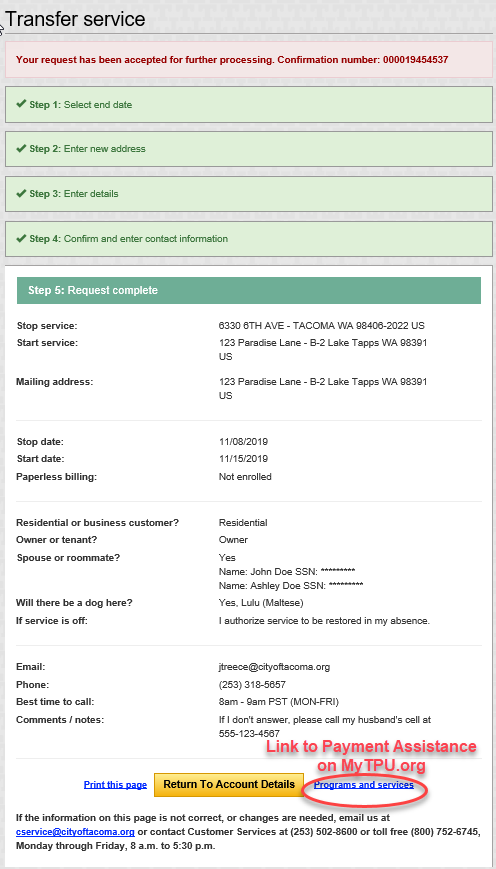 Transfer service
Your request has been accepted for further processing. Confirmation number: 000019454537
✔ Step 1: Select end date
✔ Step 2: Enter new address
✔ Step 3: Enter details
✔ Step 4: Confirm and enter contact information
Step 5: Request complete
Stop service: 6330 6TH AVE - TACOMA WA 98406-2022 US
Start service: 123 Paradise Lane - B-2 Lake Tapps WA 98391
US
Mailing address: 123 Paradise Lane - B-2 Lake Tapps WA 98391
US
Stop date: 11/08/2019
Start date: 11/15/2019
Paperless billing: Not enrolled
Residential or business customer? Residential
Owner or tenant? Owner
Spouse or roommate? Yes
Name: John Doe SSN: *********
Name: Ashley Doe SSN: *********
Will there be a dog here? Yes, Lulu (Maltese)
If service is off: I authorize service to be restored in my absence.
Email: jtreece@cityoftacoma.org
Phone: (253) 318-5657
Best time to call: 8am - 9am PST (MON-FRI)
Comments / notes: If I don't answer, please call my husband's cell at
555-123-4567
Link to Payment Assistance
on MyTPU.org
Print this page Return To Account Details Programs and services
If the information on this page is not correct, or changes are needed, email us at
cservice@cityoftacoma.org or contact Customer Services at (253) 502-8600 or toll free (800) 752-6745,
Monday through Friday, 8 a.m. to 5:30 p.m.